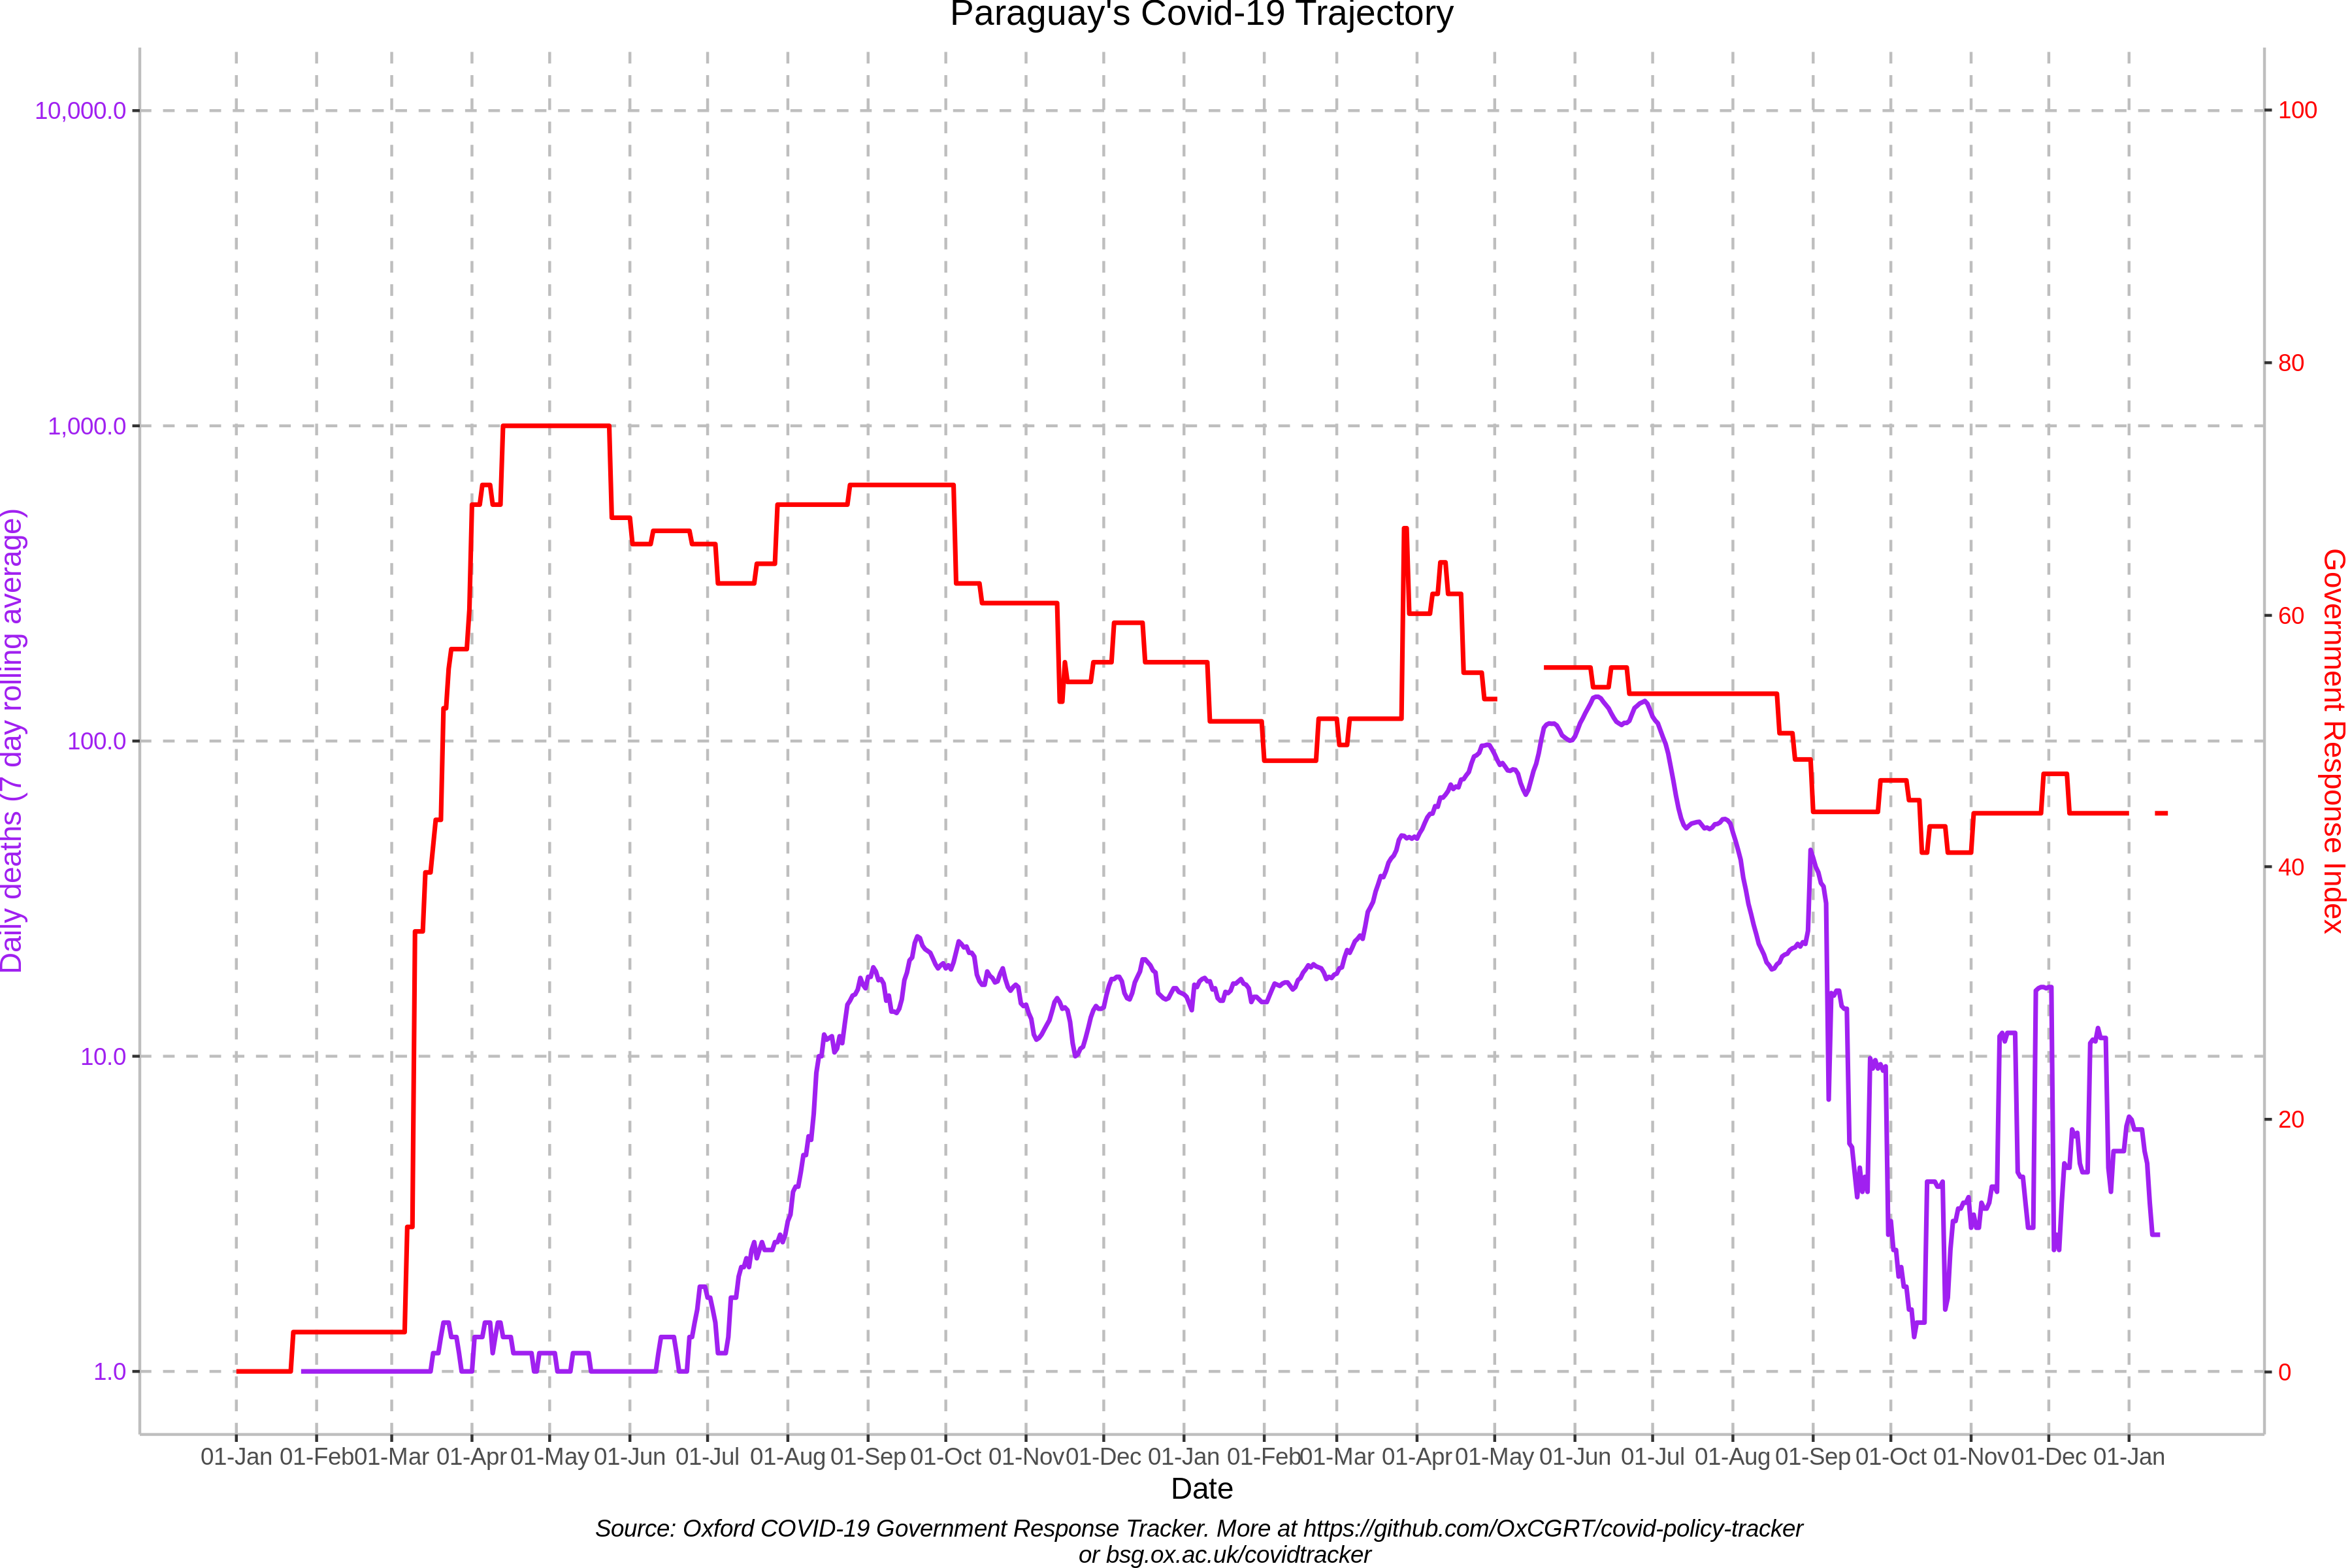 Paraguay's Covid-19 Trajectory
10,000.0
1,000.0
100.0
10.0
1.0
Daily deaths (7 day rolling average)
100
80
60
40
20
0
Government Response Index
01-Jan 01-Feb 01-Mar 01-Apr 01-May 01-Jun 01-Jul 01-Aug 01-Sep 01-Oct 01-Nov 01-Dec 01-Jan 01-Feb 01-Mar 01-Apr 01-May 01-Jun 01-Jul 01-Aug 01-Sep 01-Oct 01-Nov 01-Dec 01-Jan
Date
Source: Oxford COVID-19 Government Response Tracker. More at https://github.com/OxCGRT/covid-policy-tracker
or bsg.ox.ac.uk/covidtracker